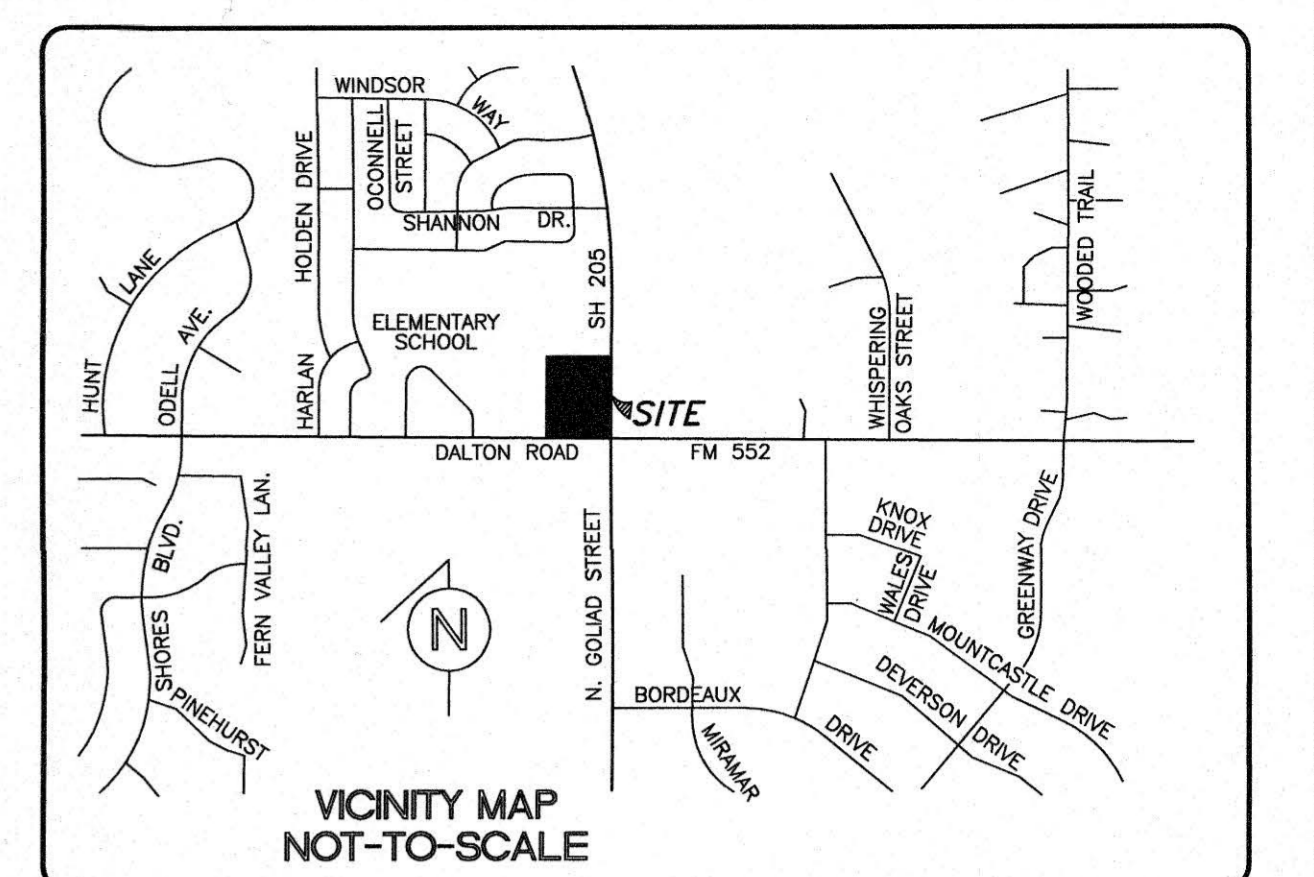 WINDSOR
WAY
OCONNELL
STREET
HOLDEN DRIVE
SHANNON DR.
SH 205
HUNT
LANE
ODELL
AVE.
HARLAN
ELEMENTARY
SCHOOL
SITE
WHISPERING
OAKS STREET
WOODED TRAIL
DALTON ROAD
FM 552
SHORES
BLVD.
FERN VALLEY LAN.
PINEHURST
N
N. GOLIAD STREET
BORDEAUX
DRIVE
MIRAMAR
KNOX
DRIVE
WALES
DRIVE
MOUNTCASTLE DRIVE
DEVERSON DRIVE
GREENWAY DRIVE
VICINITY MAP
NOT-TO-SCALE